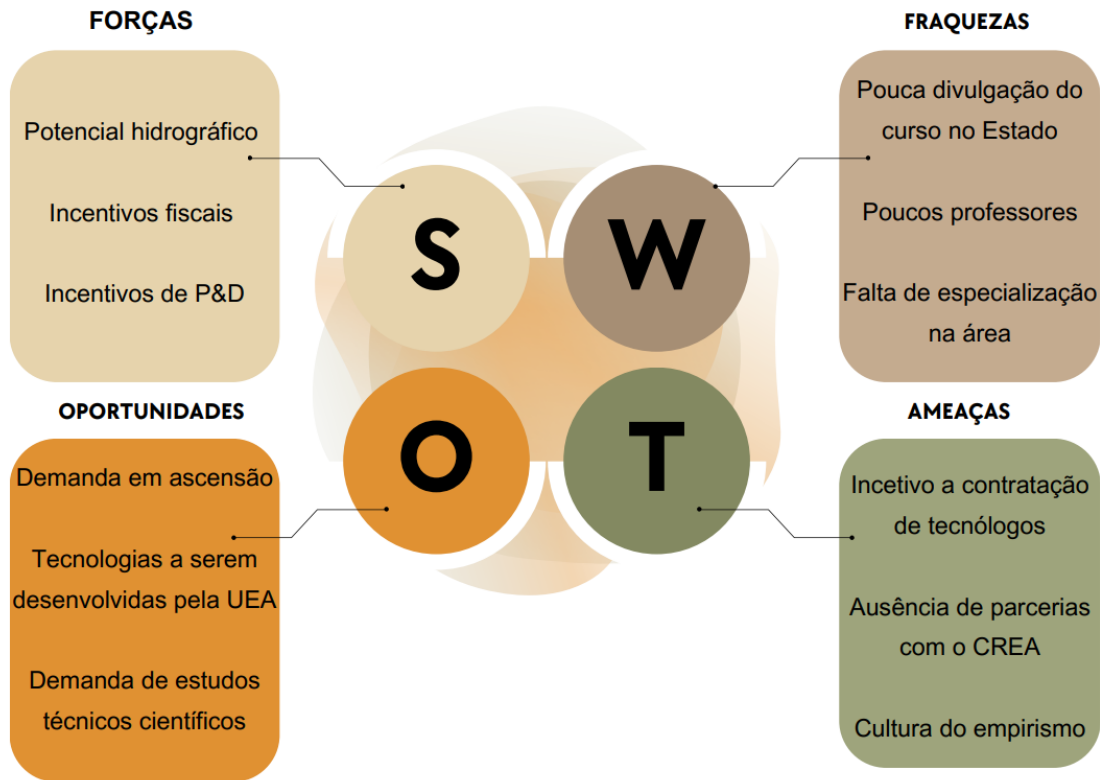 FORÇAS
Potencial hidrográfico
Incentivos fiscais
Incentivos de P&D
FRAQUEZAS
Pouca divulgação do
curso no Estado
Poucos professores
Falta de especialização
na área
S
W
O
T
OPORTUNIDADES
Demanda em ascensão
Tecnologias a serem
desenvolvidas pela UEA
Demanda de estudos
técnicos científicos
AMEAÇAS
Incetivo a contratação
de tecnólogos
Ausência de parcerias
com o CREA
Cultura do empirismo